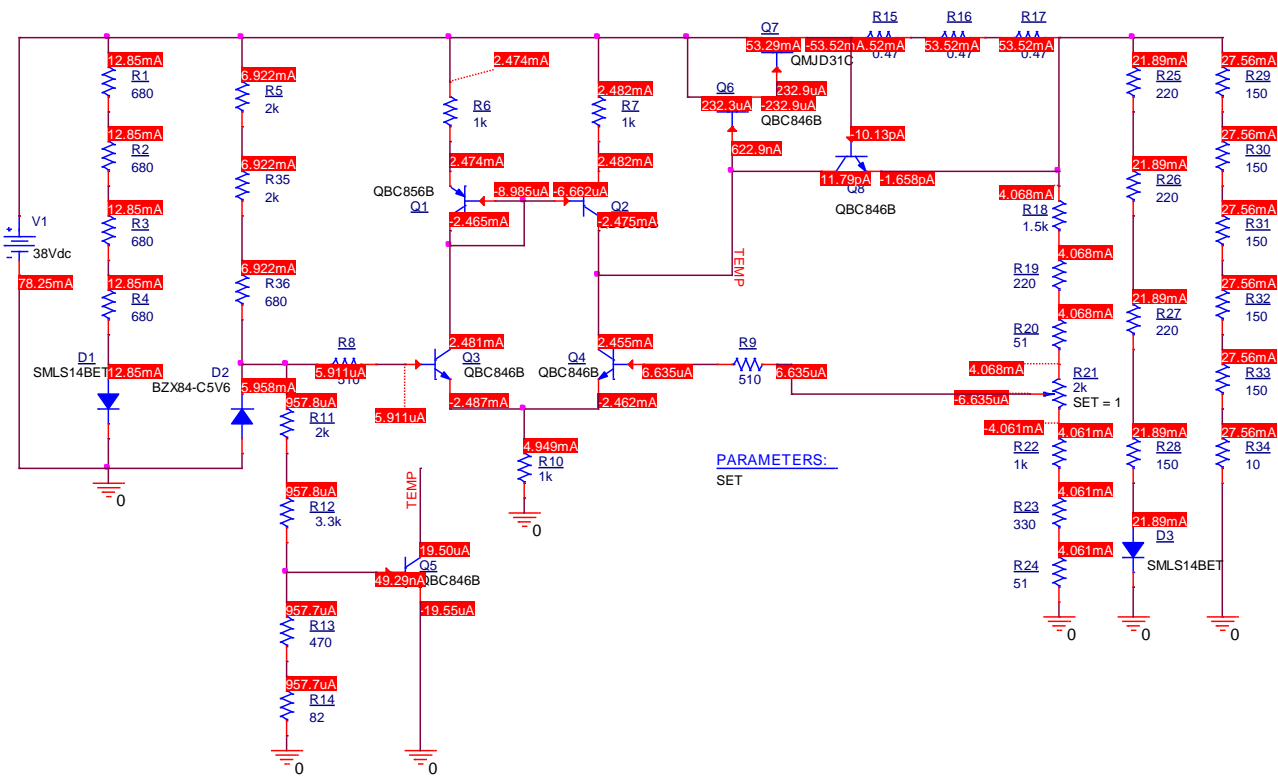 V1
38Vdc
78.25mA
12.85mA
R1
680
12.85mA
R2
680
12.85mA
R3
680
12.85mA
R4
680
D1
SMLS14BET
12.85mA
0
6.922mA
R5
2k
6.922mA
R35
2k
6.922mA
R36
680
D2
BZX84-C5V6
5.958mA
957.8uA
R11
2k
957.8uA
R12
3.3k
957.7uA
R13
470
957.7uA
R14
82
0
R8
5.911uA
510
5.911uA
2.474mA
R6
1k
2.474mA
QBC856B
Q1
-8.985uA
-2.465mA
2.482mA
R7
1k
2.482mA
-6.662uA
Q2
-2.475mA
2.481mA
Q3
QBC846B
-2.487mA
2.455mA
Q4
QBC846B
6.635uA
-2.462mA
4.949mA
R10
1k
0
TEMP
19.50uA
Q5
QBC846B
49.29nA
-19.55uA
0
TEMP
R9
510
6.635uA
Q7
53.29mA
QMJD31C
232.9uA
Q6
232.3uA
-232.9uA
QBC846B
622.9nA
-53.52mA
R15
.52mA
0.47
R16
53.52mA
0.47
R17
53.52mA
0.47
-10.13pA
11.79pA
-1.658pA
Q8
QBC846B
4.068mA
R18
1.5k
4.068mA
R19
220
4.068mA
R20
51
4.068mA
R21
2k
SET = 1
-6.635uA
-4.061mA
4.061mA
R22
1k
4.061mA
R23
330
4.061mA
R24
51
0
PARAMETERS:
SET
21.89mA
R25
220
21.89mA
R26
220
21.89mA
R27
220
21.89mA
R28
150
21.89mA
D3
SMLS14BET
0
27.56mA
R29
150
27.56mA
R30
150
27.56mA
R31
150
27.56mA
R32
150
27.56mA
R33
150
27.56mA
R34
10
0